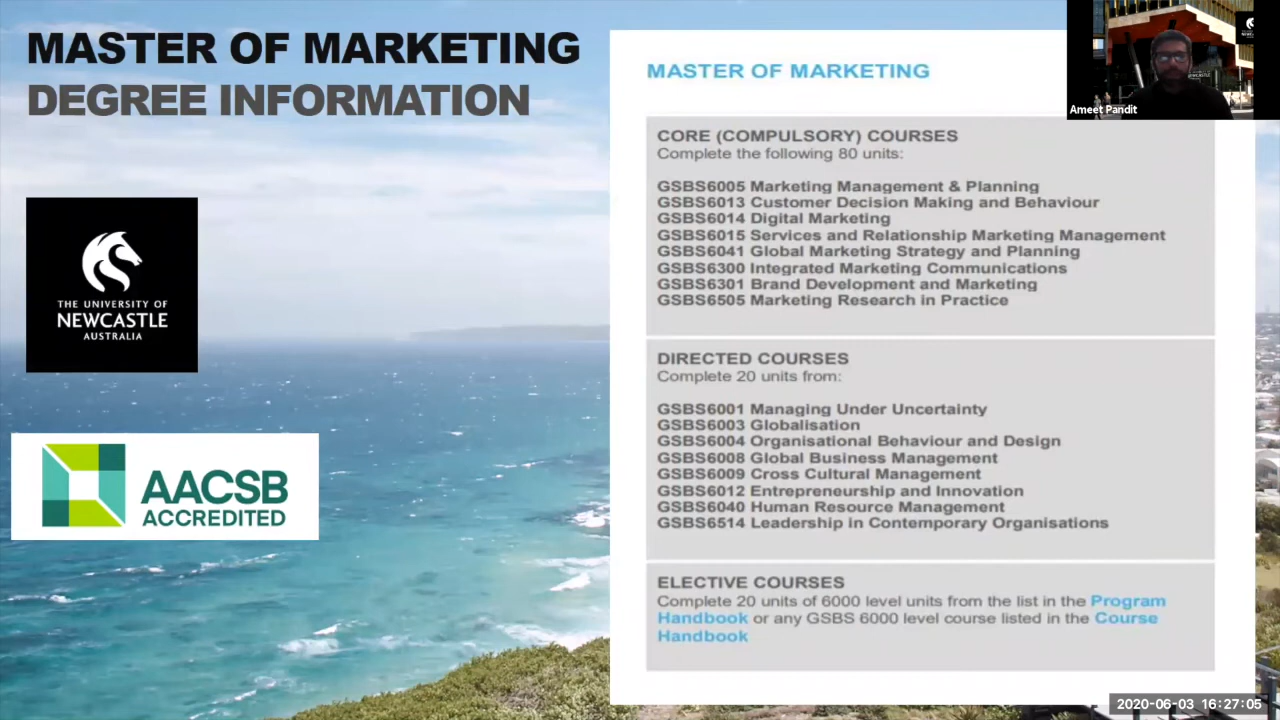 MASTER OF MARKETING
DEGREE INFORMATION
THE UNIVERSITY OF
NEWCASTLE
AUSTRALIA
AACSB
ACCREDITED
MASTER OF MARKETING
CORE (COMPULSORY) COURSES
Complete the following 80 units:
GSBS6005 Marketing Management & Planning
GSBS6013 Customer Decision Making and Behaviour
GSBS6014 Digital Marketing
GSBS6015 Services and Relationship Marketing Management
GSBS6041 Global Marketing Strategy and Planning
GSBS6300 Integrated Marketing Communications
GSBS6301 Brand Development and Marketing
GSBS6505 Marketing Research in Practice
DIRECTED COURSES
Complete 20 units from:
GSBS6001 Managing Under Uncertainty
GSBS6003 Globalisation
GSBS6004 Organisational Behaviour and Design
GSBS6008 Global Business Management
GSBS6009 Cross Cultural Management
GSBS6012 Entrepreneurship and Innovation
GSBS6040 Human Resource Management
GSBS6514 Leadership in Contemporary Organisations
ELECTIVE COURSES
Complete 20 units of 6000 level units from the list in the Program
Handbook or any GSBS 6000 level course listed in the Course
Handbook
Ameet Pandit
2020-06-03 16:27:05